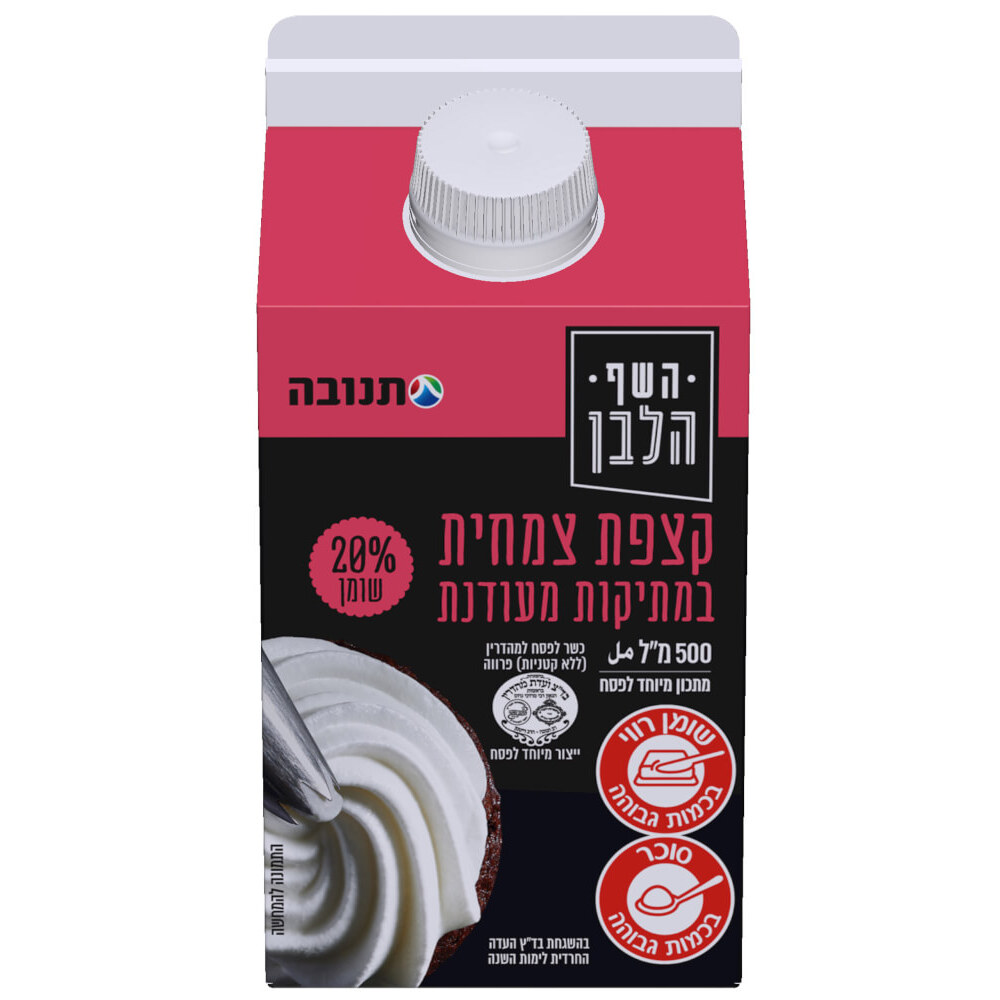 תנובה
השף
הלבן
קצפת צמחית
במתיקות מעודנת
20%
שומן
500 מ"ל مل
מתכון מיוחד לפסח
כשר לפסח למהדרין
(ללא קטניות) פרווה
ייצור מיוחד לפסח
שומן רווי
בכמות גבוהה
סוכר
בכמות גבוהה
התמונה להמחשה
בהשגחת בד"ץ העדה
החרדית לימות השנה